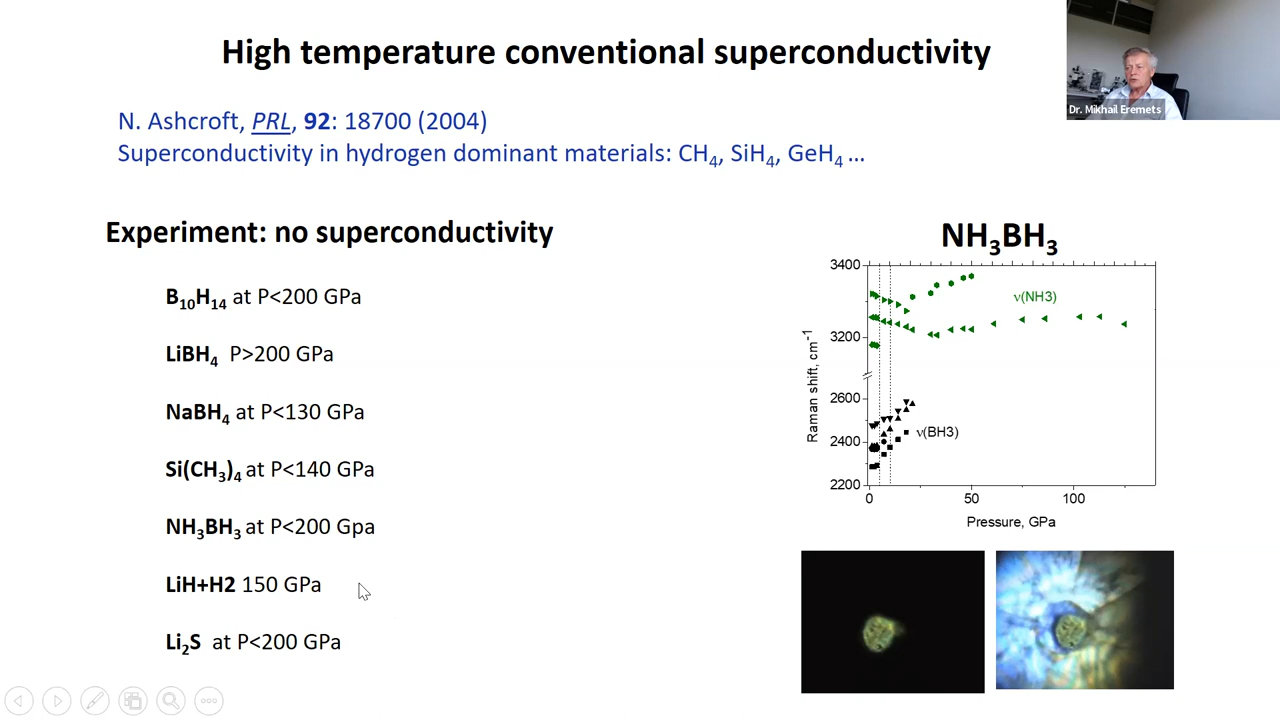 High temperature conventional superconductivity
Dr. Mikhail Eremets
N. Ashcroft, PRL, 92: 18700 (2004)
Superconductivity in hydrogen dominant materials: CH4, SiH4, GeH4 ...
Experiment: no superconductivity
B10H14 at P<200 GPa
LiBH4 P>200 GPa
NaBH4 at P<130 GPa
Si(CH3)4 at P<140 GPa
NH3BH3 at P<200 Gpa
LiH+H2 150 GPa
Li2S at P<200 GPa
NH3BH3
3400
3200
2600
2400
2200
Raman shift, cm-1
ν(NH3)
ν(BH3)
0 50 100
Pressure, GPa